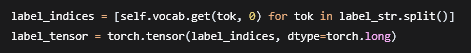 label_indices = [self.vocab.get(tok, 0) for tok in label_str.split()]
label_tensor = torch.tensor(label_indices, dtype=torch.long)